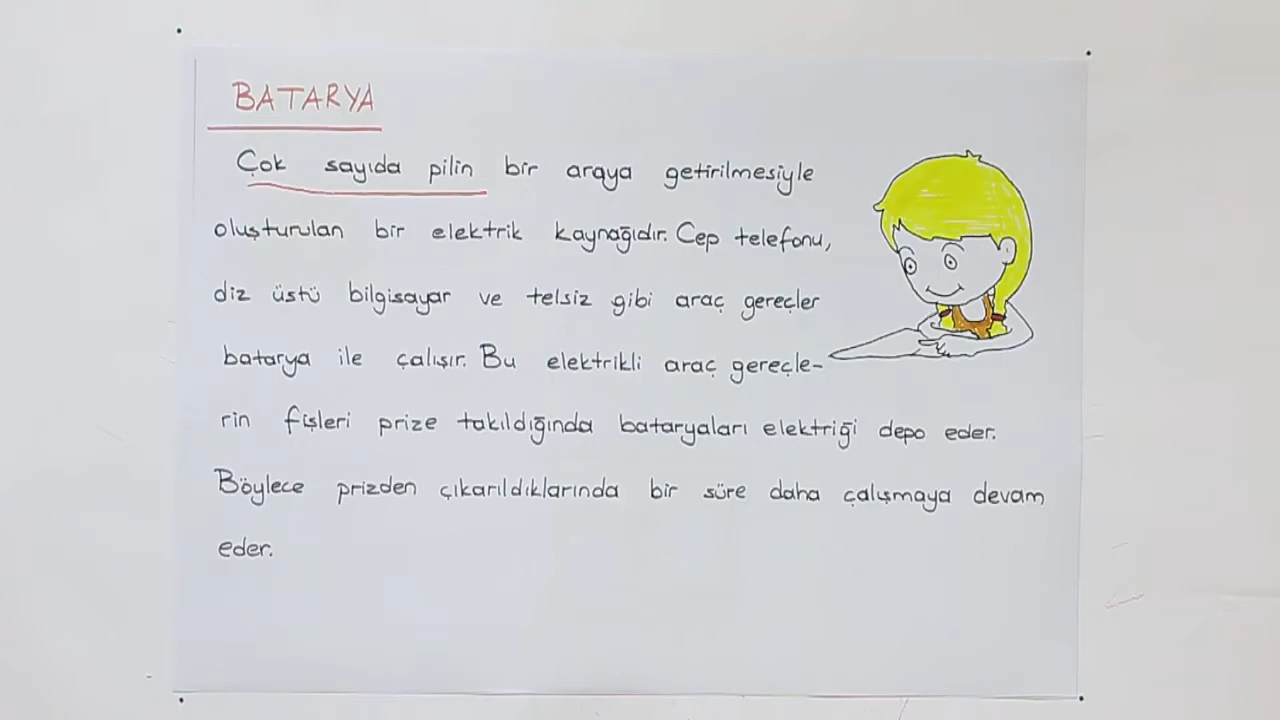 BATARYA
Çok sayıda pilin bir araya getirilmesiyle
oluşturulan bir elektrik kaynağıdır. Cep telefonu,
diz üstü bilgisayar ve telsiz gibi araç gereçler
batarya ile çalışır. Bu elektrikli araç gereçle-
rin fişleri prize takıldığında bataryaları elektriği depo eder.
Böylece prizden çıkarıldıklarında bir süre daha çalışmaya devam
eder.